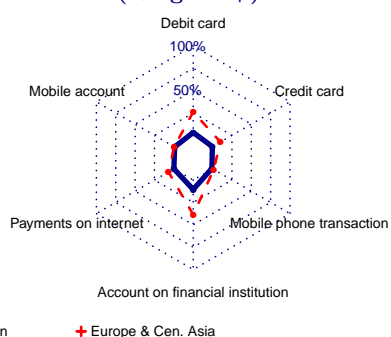 Debit card
100%
50%
Mobile account
Credit card
Payments on internet
Mobile phone transaction
Account on financial institution
Europe & Cen. Asia